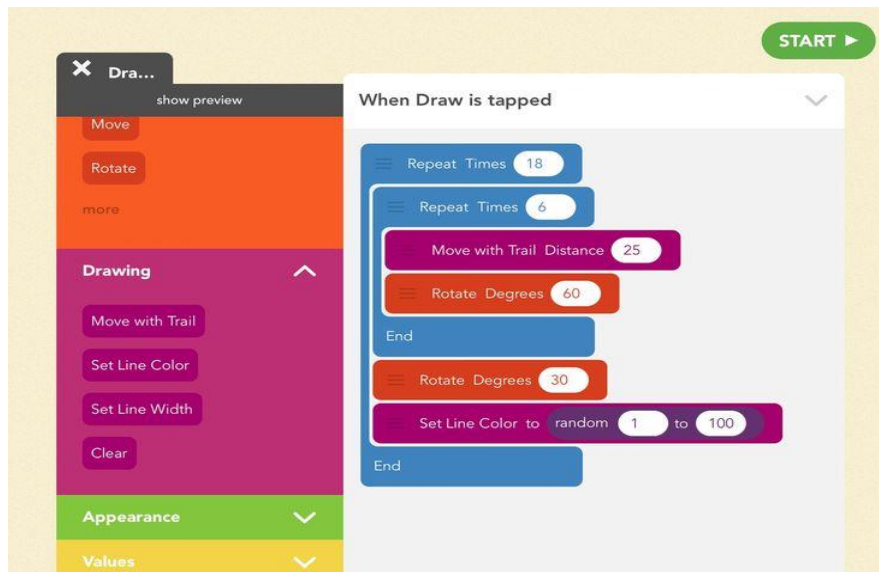 START
Dra...
show preview
Move
Rotate
more
Drawing
Move with Trail
Set Line Color
Set Line Width
Clear
Appearance
Values
When Draw is tapped
Repeat Times 18
Repeat Times 6
Move with Trail Distance 25
Rotate Degrees 60
End
Rotate Degrees 30
Set Line Color to random 1 to 100
End